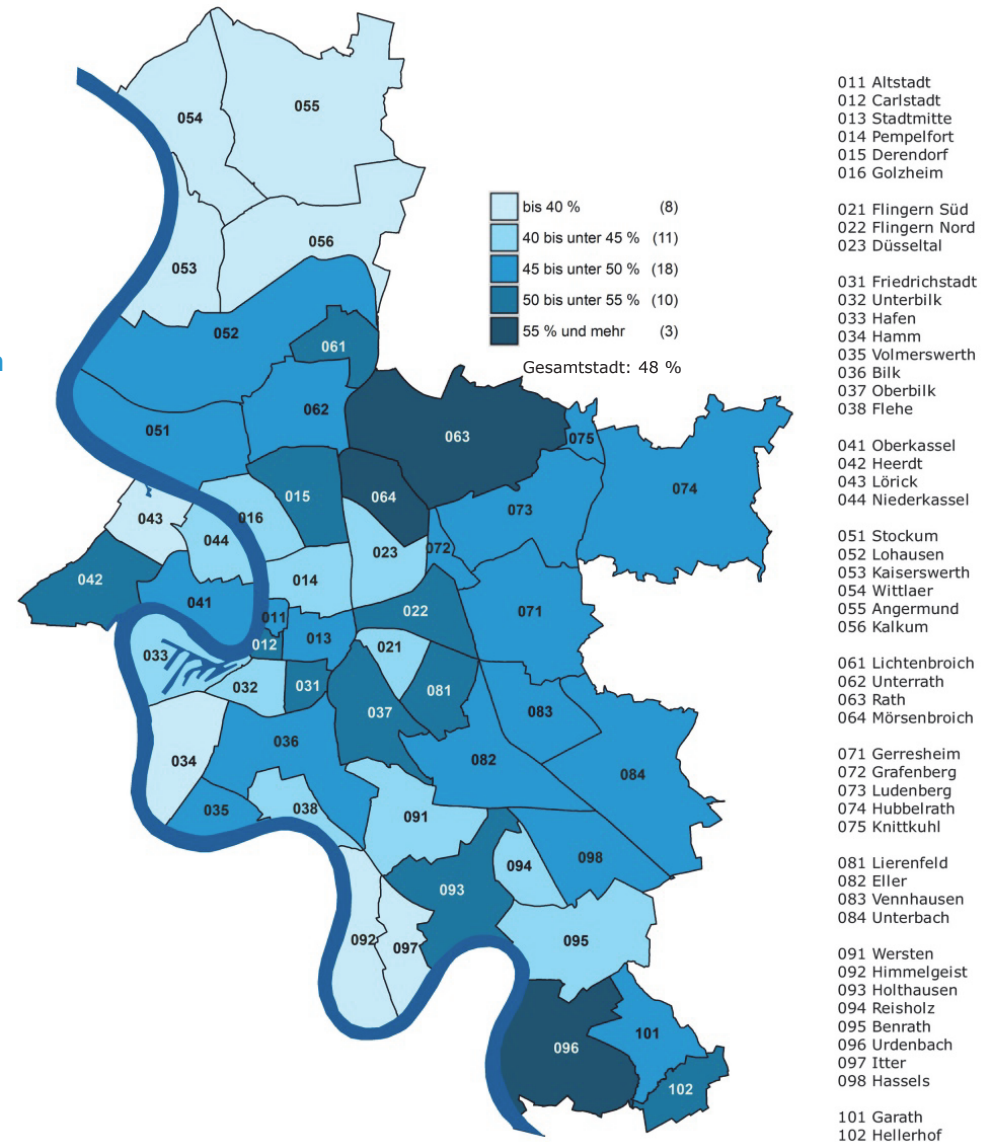 055
054
056
053
052
061
062
051
063
075
074
015
064
073
043
016
044
023
072
042
014
041
022
071
011
012
013
021
033
032
031
081
037
083
036
034
082
084
035
038
091
094
098
093
092
097
095
096
101
102
bis 40 % (8)
40 bis unter 45 % (11)
45 bis unter 50 % (18)
50 bis unter 55 % (10)
55 % und mehr (3)
Gesamtstadt: 48 %
011 Altstadt
012 Carlstadt
013 Stadtmitte
014 Pempelfort
015 Derendorf
016 Golzheim
021 Flingern Süd
022 Flingern Nord
023 Düsseltal
031 Friedrichstadt
032 Unterbilk
033 Hafen
034 Hamm
035 Volmerswerth
036 Bilk
037 Oberbilk
038 Flehe
041 Oberkassel
042 Heerdt
043 Lörick
044 Niederkassel
051 Stockum
052 Lohausen
053 Kaiserswerth
054 Wittlaer
055 Angermund
056 Kalkum
061 Lichtenbroich
062 Unterrath
063 Rath
064 Mörsenbroich
071 Gerresheim
072 Grafenberg
073 Ludenberg
074 Hubbelrath
075 Knittkuhl
081 Lierenfeld
082 Eller
083 Vennhausen
084 Unterbach
091 Wersten
092 Himmelgeist
093 Holthausen
094 Reisholz
095 Benrath
096 Urdenbach
097 Itter
098 Hassels
101 Garath
102 Hellerhof